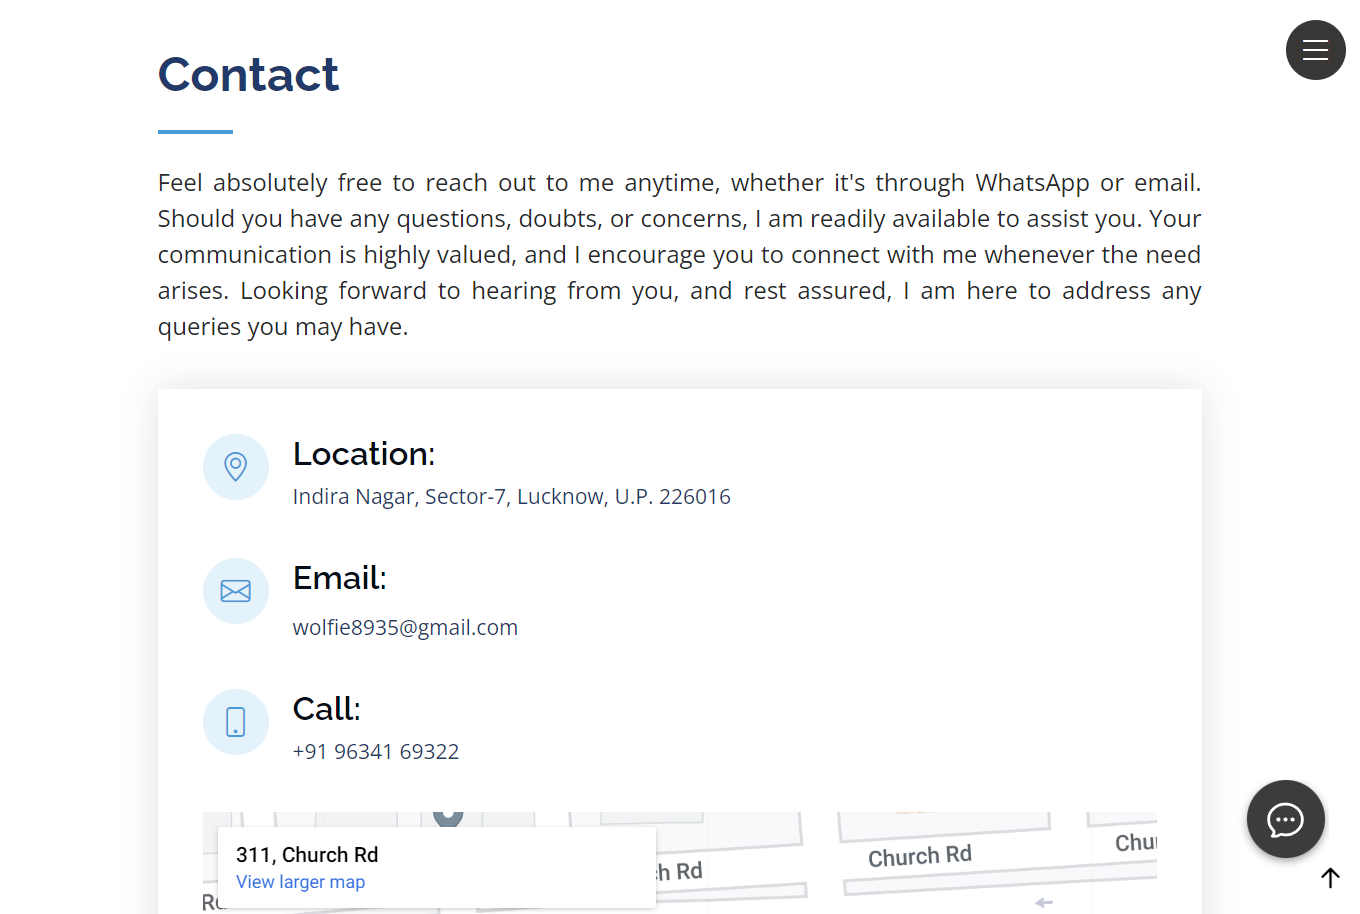 Contact
Feel absolutely free to reach out to me anytime, whether it's through WhatsApp or email.
Should you have any questions, doubts, or concerns, I am readily available to assist you. Your
communication is highly valued, and I encourage you to connect with me whenever the need
arises. Looking forward to hearing from you, and rest assured, I am here to address any
queries you may have.
Location:
Indira Nagar, Sector-7, Lucknow, U.P. 226016
Email:
wolfie8935@gmail.com
Call:
+91 96341 69322
311, Church Rd
View larger map
h Rd
Church Rd
Chu
Rd